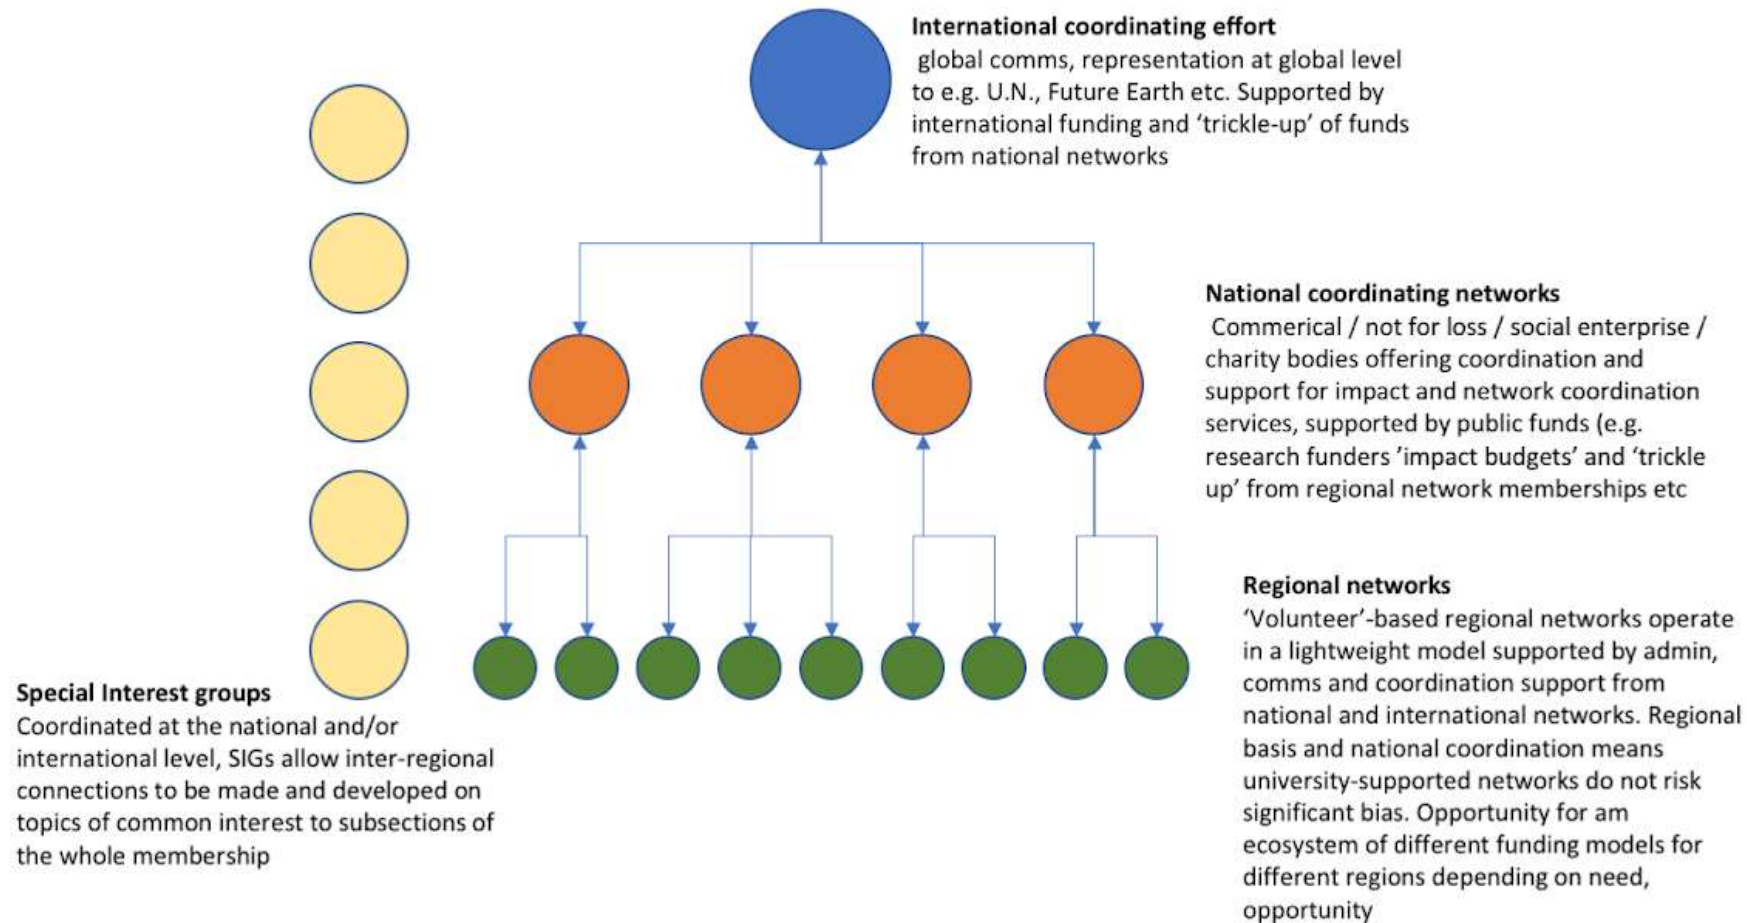 International coordinating effort
global comms, representation at global level
to e.g. U.N., Future Earth etc. Supported by
international funding and ‘trickle-up’ of funds
from national networks
National coordinating networks
Commerical / not for loss / social enterprise /
charity bodies offering coordination and
support for impact and network coordination
services, supported by public funds (e.g.
research funders ’impact budgets’ and ‘trickle
up’ from regional network memberships etc
Regional networks
‘Volunteer’-based regional networks operate
in a lightweight model supported by admin,
comms and coordination support from
national and international networks. Regional
basis and national coordination means
university-supported networks do not risk
significant bias. Opportunity for am
ecosystem of different funding models for
different regions depending on need,
opportunity
Special Interest groups
Coordinated at the national and/or
international level, SIGs allow inter-regional
connections to be made and developed on
topics of common interest to subsections of
the whole membership